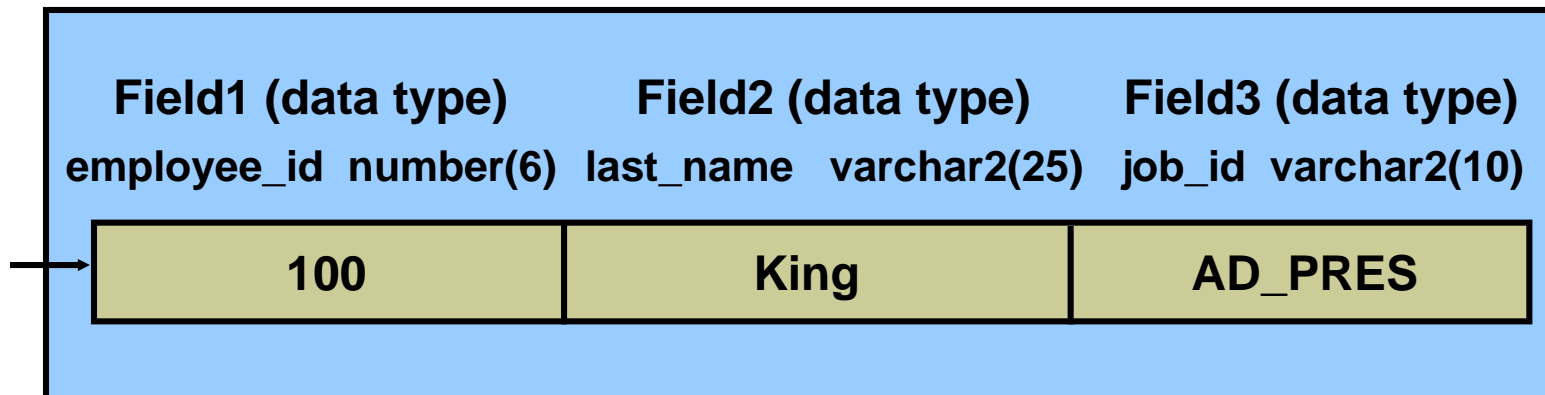 Field1 (data type) Field2 (data type) Field3 (data type)
employee_id number(6) last_name varchar2(25) job_id varchar2(10)
100 King AD_PRES